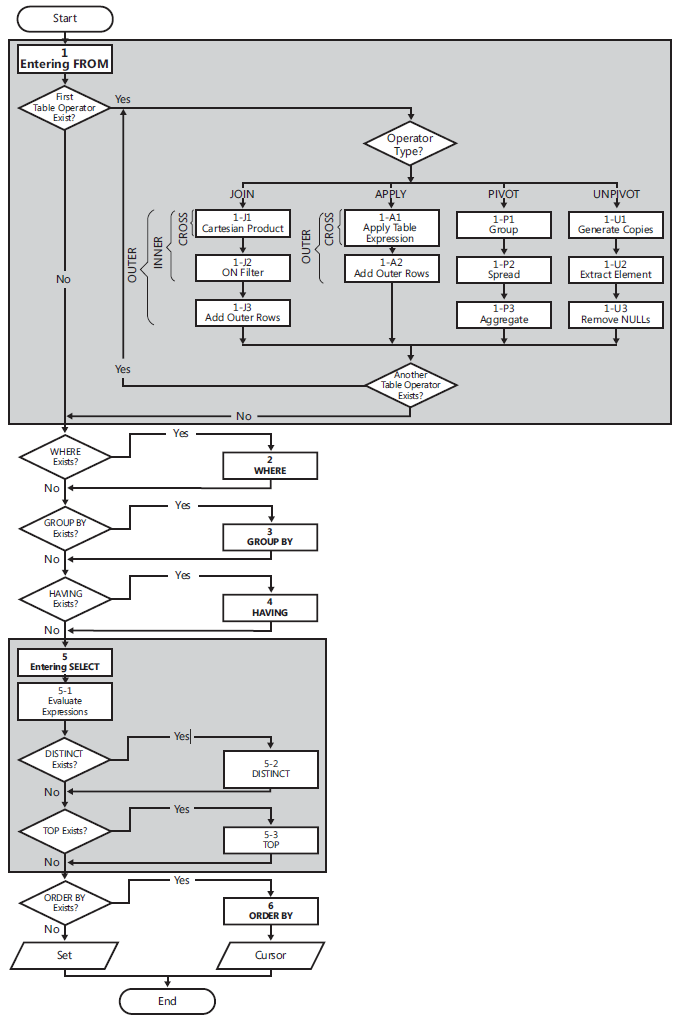 Start
1
Entering FROM
First
Table Operator
Exist?
Yes
Operator
Type?
JOIN
APPLY
PIVOT
UNPIVOT
OUTER
INNER
CROSS
1-J1
Cartesian Product
1-J2
ON Filter
1-J3
Add Outer Rows
OUTER
CROSS
1-A1
Apply Table
Expression
1-A2
Add Outer Rows
1-P1
Group
1-P2
Spread
1-P3
Aggregate
1-U1
Generate Copies
1-U2
Extract Element
1-U3
Remove NULLs
No
Yes
Another
Table Operator
Exists?
No
WHERE
Exists?
Yes
2
WHERE
No
GROUP BY
Exists?
Yes
3
GROUP BY
No
HAVING
Exists?
Yes
4
HAVING
No
5
Entering SELECT
5-1
Evaluate
Expressions
DISTINCT
Exists?
Yes
5-2
DISTINCT
No
TOP Exists?
Yes
5-3
TOP
No
ORDER BY
Exists?
Yes
6
ORDER BY
No
Set
Cursor
End